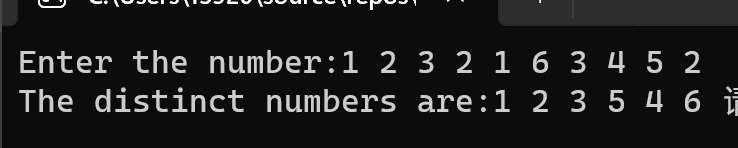 Enter the number:1 2 3 2 1 6 3 4 5 2
The distinct numbers are:1 2 3 5 4 6 请